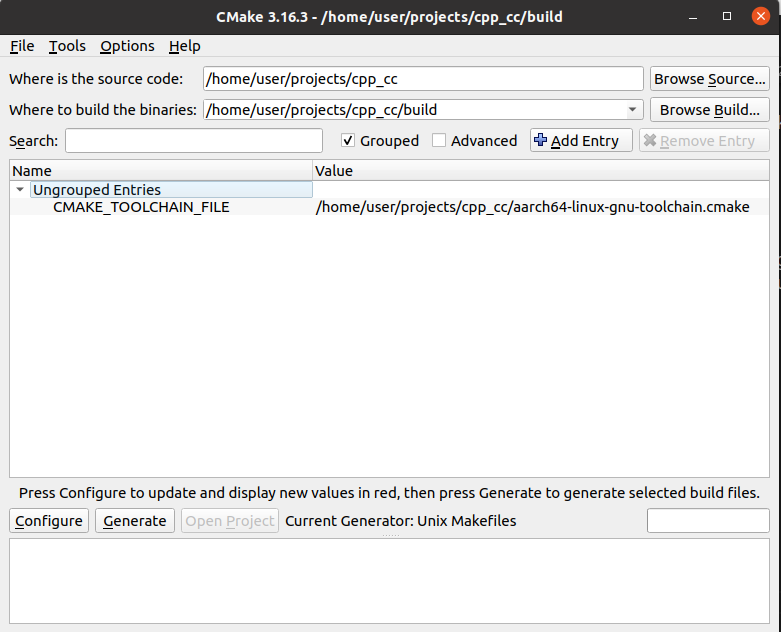 CMake 3.16.3 - /home/user/projects/cpp_cc/build
File Tools Options Help
Where is the source code: /home/user/projects/cpp_cc Browse Source...
Where to build the binaries: /home/user/projects/cpp_cc/build Browse Build...
Search: Grouped Advanced Add Entry Remove Entry
Name Value
Ungrouped Entries
CMAKE_TOOLCHAIN_FILE /home/user/projects/cpp_cc/aarch64-linux-gnu-toolchain.cmake
Press Configure to update and display new values in red, then press Generate to generate selected build files.
Configure Generate Open Project Current Generator: Unix Makefiles